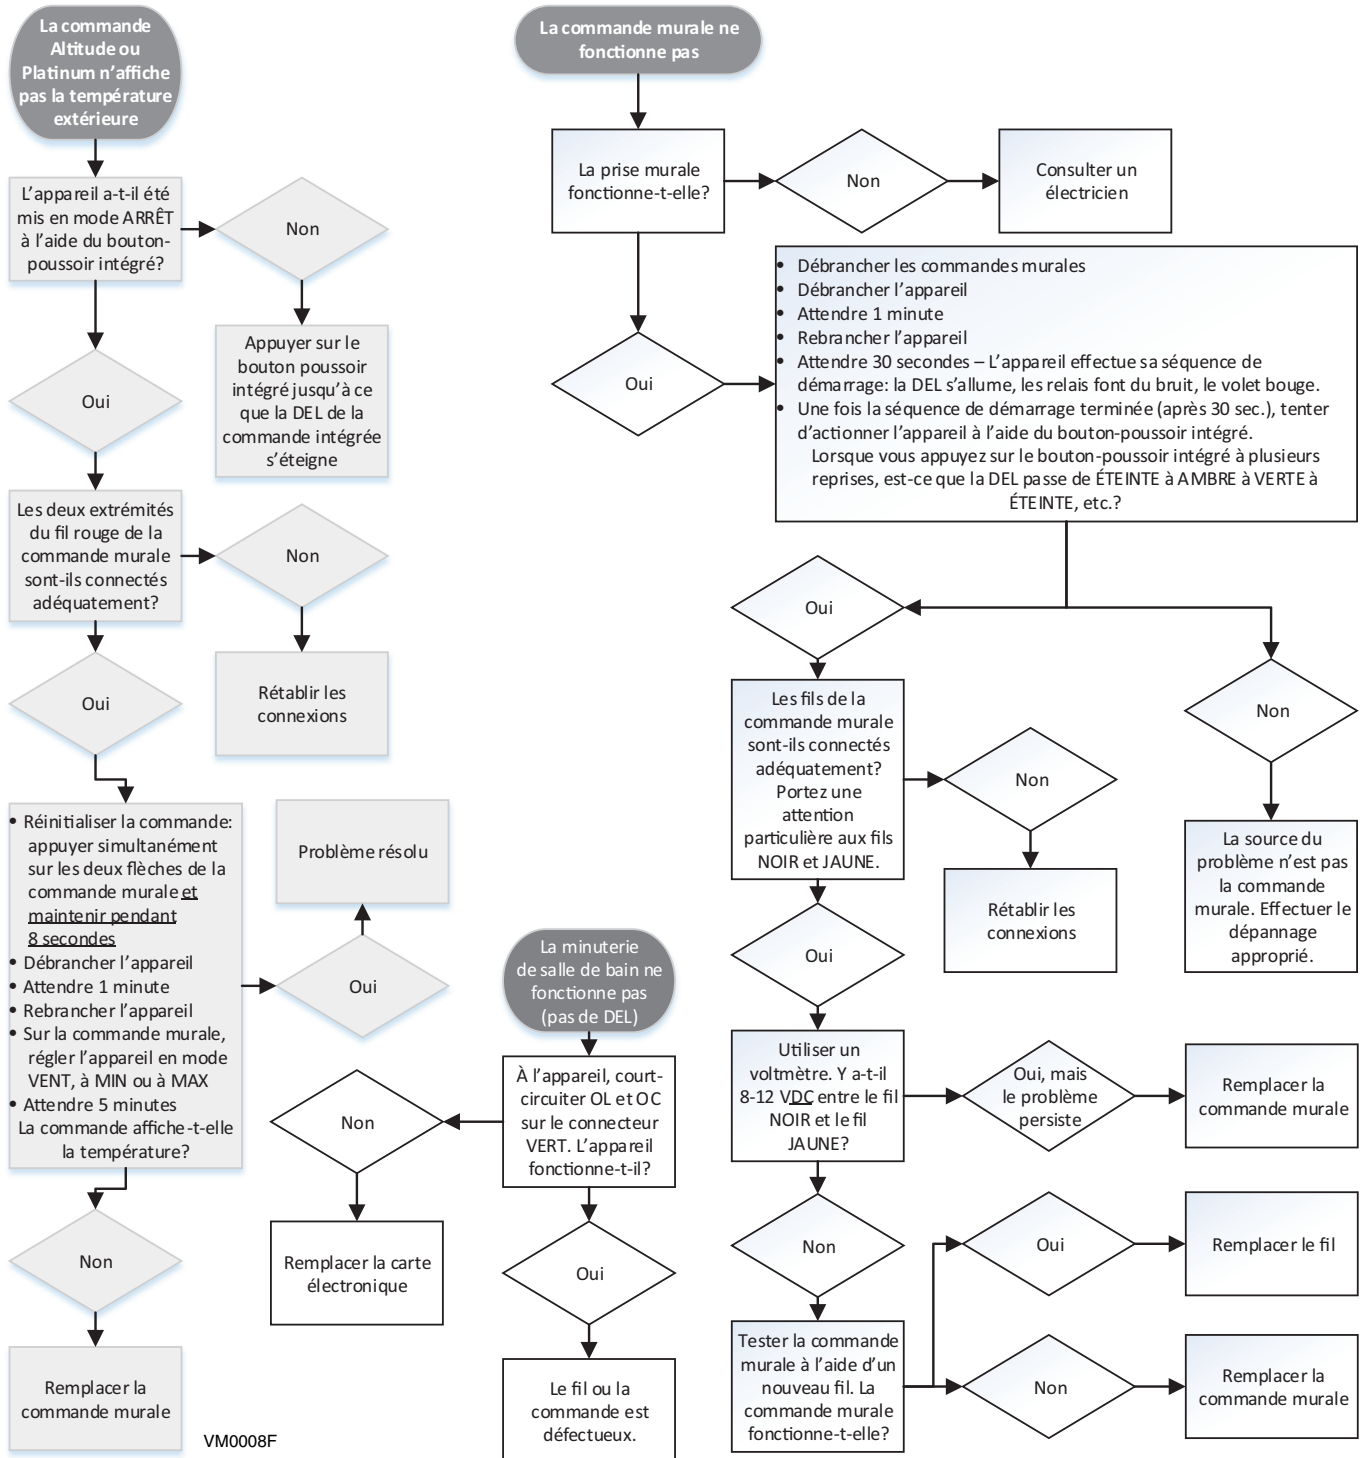 La commande
Altitude ou
Platinum n'affiche
pas la température
extérieure
L'appareil a-t-il été
mis en mode ARRÊT
à l'aide du bouton-
poussoir intégré?
Non
Appuyer sur le
bouton poussoir
intégré jusqu'à ce
que la DEL de la
commande intégrée
s'éteigne
Oui
Les deux extrémités
du fil rouge de la
commande murale
sont-ils connectés
adéquatement?
Non
Rétablir les
connexions
Oui
• Réinitialiser la commande:
appuyer simultanément
sur les deux flèches de la
commande murale et
maintenir pendant
8 secondes
• Débrancher l'appareil
• Attendre 1 minute
• Rebrancher l'appareil
• Sur la commande murale,
régler l'appareil en mode
VENT, à MIN ou à MAX
• Attendre 5 minutes
La commande affiche-t-elle
la température?
Oui
Problème résolu
Non
Remplacer la
commande murale
VM0008F
La minuterie
de salle de bain ne
fonctionne pas
(pas de DEL)
À l'appareil, court-
circuiter OL et OC
sur le connecteur
VERT. L'appareil
fonctionne-t-il?
Non
Remplacer la carte
électronique
Oui
Le fil ou la
commande est
défectueux.
La commande murale ne
fonctionne pas
La prise murale
fonctionne-t-elle?
Non
Consulter un
électricien
Oui
• Débrancher les commandes murales
• Débrancher l'appareil
• Attendre 1 minute
• Rebrancher l'appareil
• Attendre 30 secondes – L'appareil effectue sa séquence de
démarrage: la DEL s'allume, les relais font du bruit, le volet bouge.
• Une fois la séquence de démarrage terminée (après 30 sec.), tenter
d'actionner l'appareil à l'aide du bouton-poussoir intégré.
Lorsque vous appuyez sur le bouton-poussoir intégré à plusieurs
reprises, est-ce que la DEL passe de ÉTEINTE à AMBRE à VERTE à
ÉTEINTE, etc.?
Oui
Non
La source du
problème n'est pas
la commande
murale. Effectuer le
dépannage
approprié.
Les fils de la
commande murale
sont-ils connectés
adéquatement?
Portez une
attention
particulière aux fils
NOIR et JAUNE.
Non
Rétablir les
connexions
Oui
Utiliser un
voltmètre. Y a-t-il
8-12 VDC entre le fil
NOIR et le fil
JAUNE?
Oui, mais
le problème
persiste
Remplacer la
commande murale
Non
Tester la commande
murale à l'aide d'un
nouveau fil. La
commande murale
fonctionne-t-elle?
Oui
Remplacer le fil
Non
Remplacer la
commande murale